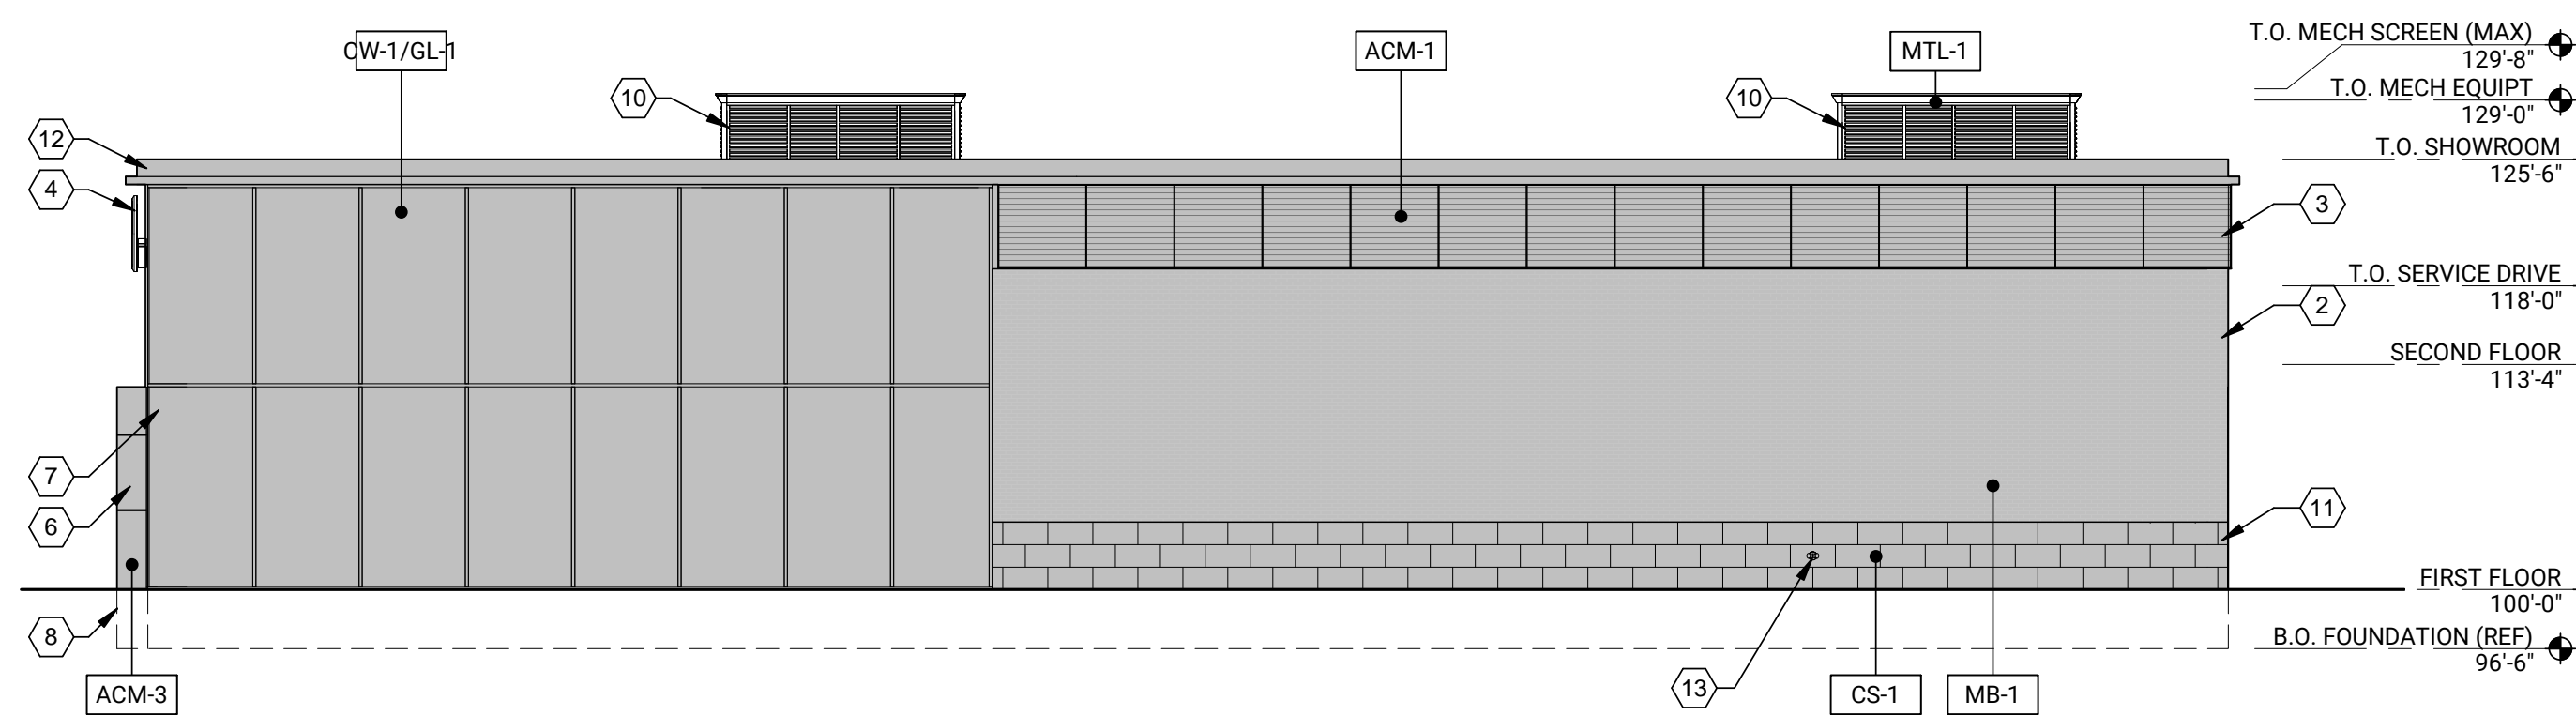 T.O. MECH SCREEN (MAX)
129'-8"
CW-1/GL-1
ACM-1
MTL-1
T.O. MECH EQUIPT
129'-0"
10
10
12
T.O. SHOWROOM
125'-6"
4
3
T.O. SERVICE DRIVE
118'-0"
2
SECOND FLOOR
113'-4"
7
6
11
FIRST FLOOR
100'-0"
8
B.O. FOUNDATION (REF)
96'-6"
ACM-3
13
CS-1
MB-1